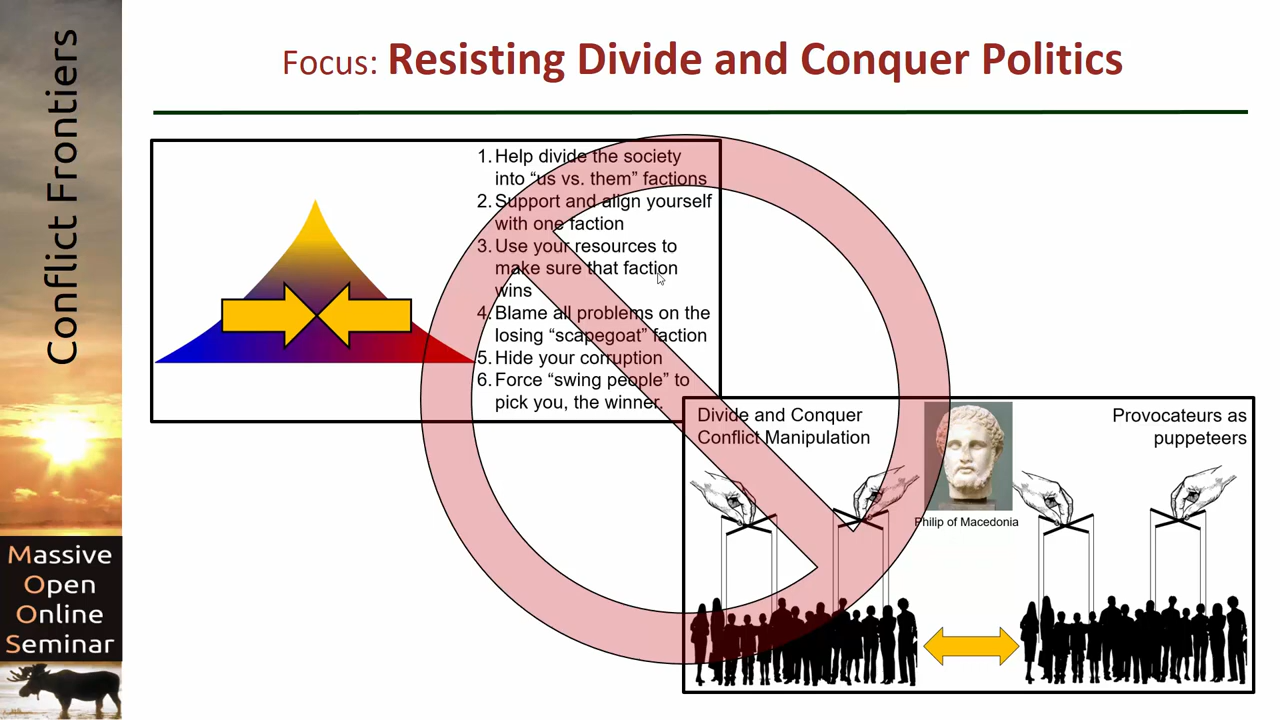 Conflict Frontiers
Massive
Open
Online
Seminar
Focus: Resisting Divide and Conquer Politics
1. Help divide the society
into “us vs. them” factions
2. Support and align yourself
with one faction
3. Use your resources to
make sure that faction
wins
4. Blame all problems on the
losing “scapegoat” faction
5. Hide your corruption
6. Force “swing people” to
pick you, the winner.
Divide and Conquer
Conflict Manipulation
Philip of Macedonia
Provocateurs as
puppeteers